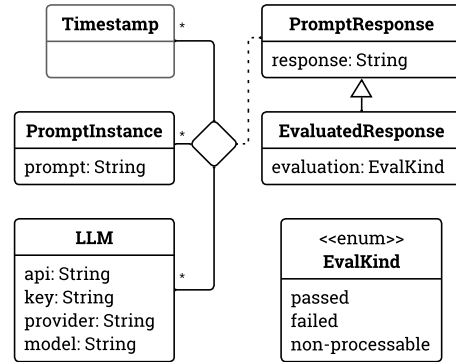 Timestamp
*
PromptResponse
response: String
PromptInstance
*
prompt: String
EvaluatedResponse
evaluation: EvalKind
LLM
*
api: String
key: String
provider: String
model: String
<<enum>>
EvalKind
passed
failed
non-processable